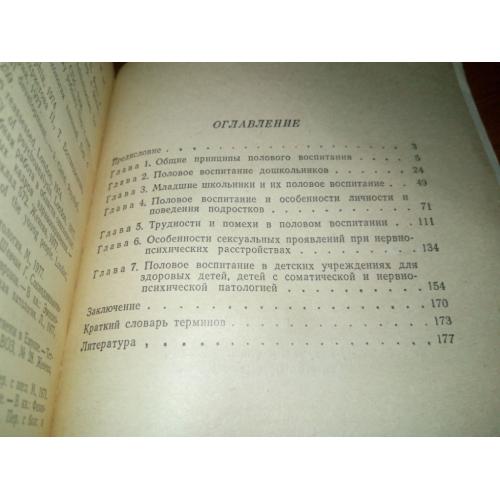 1974
М., 1977
ОГЛАВЛЕНИЕ
Предисловие . . . 3
Глава 1. Общие принципы полового воспитания . . . 5
Глава 2. Половое воспитание дошкольников . . . 24
Глава 3. Младшие школьники и их половое воспитание . . 49
Глава 4. Половое воспитание и особенности личности и
поведения подростков . . . 71
Глава 5. Трудности и помехи в половом воспитании . . . 111
Глава 6. Особенности сексуальных проявлений при нервно-
психических расстройствах . . . 134
Глава 7. Половое воспитание в детских учреждениях для
здоровых детей, детей с соматической и нервно-
психической патологией . . . 154
Заключение . . . 170
Краткий словарь терминов . . . 173
Литература . . . 177